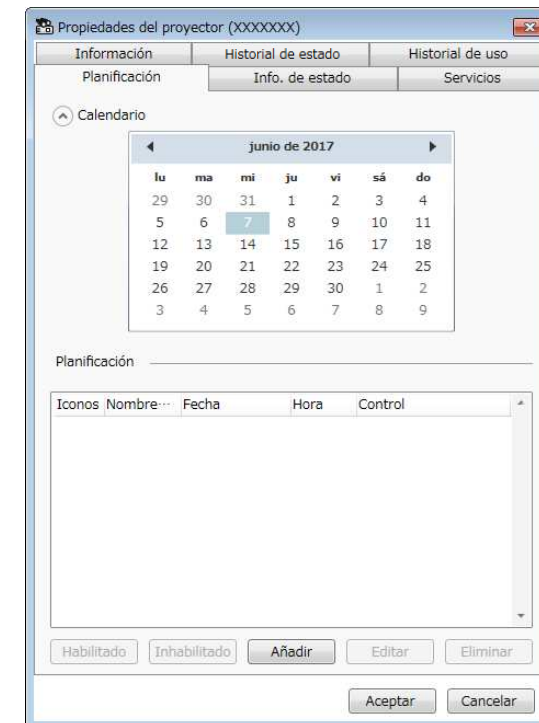 Propiedades del proyector (XXXXXXX)
Información Historial de estado Historial de uso
Planificación Info. de estado Servicios
Calendario
junio de 2017
lu ma mi ju vi sá do
29 30 31 1 2 3 4
5 6 7 8 9 10 11
12 13 14 15 16 17 18
19 20 21 22 23 24 25
26 27 28 29 30 1 2
3 4 5 6 7 8 9
Planificación
Iconos Nombre··· Fecha Hora Control
Habilitado Inhabilitado Añadir Editar Eliminar
Aceptar Cancelar